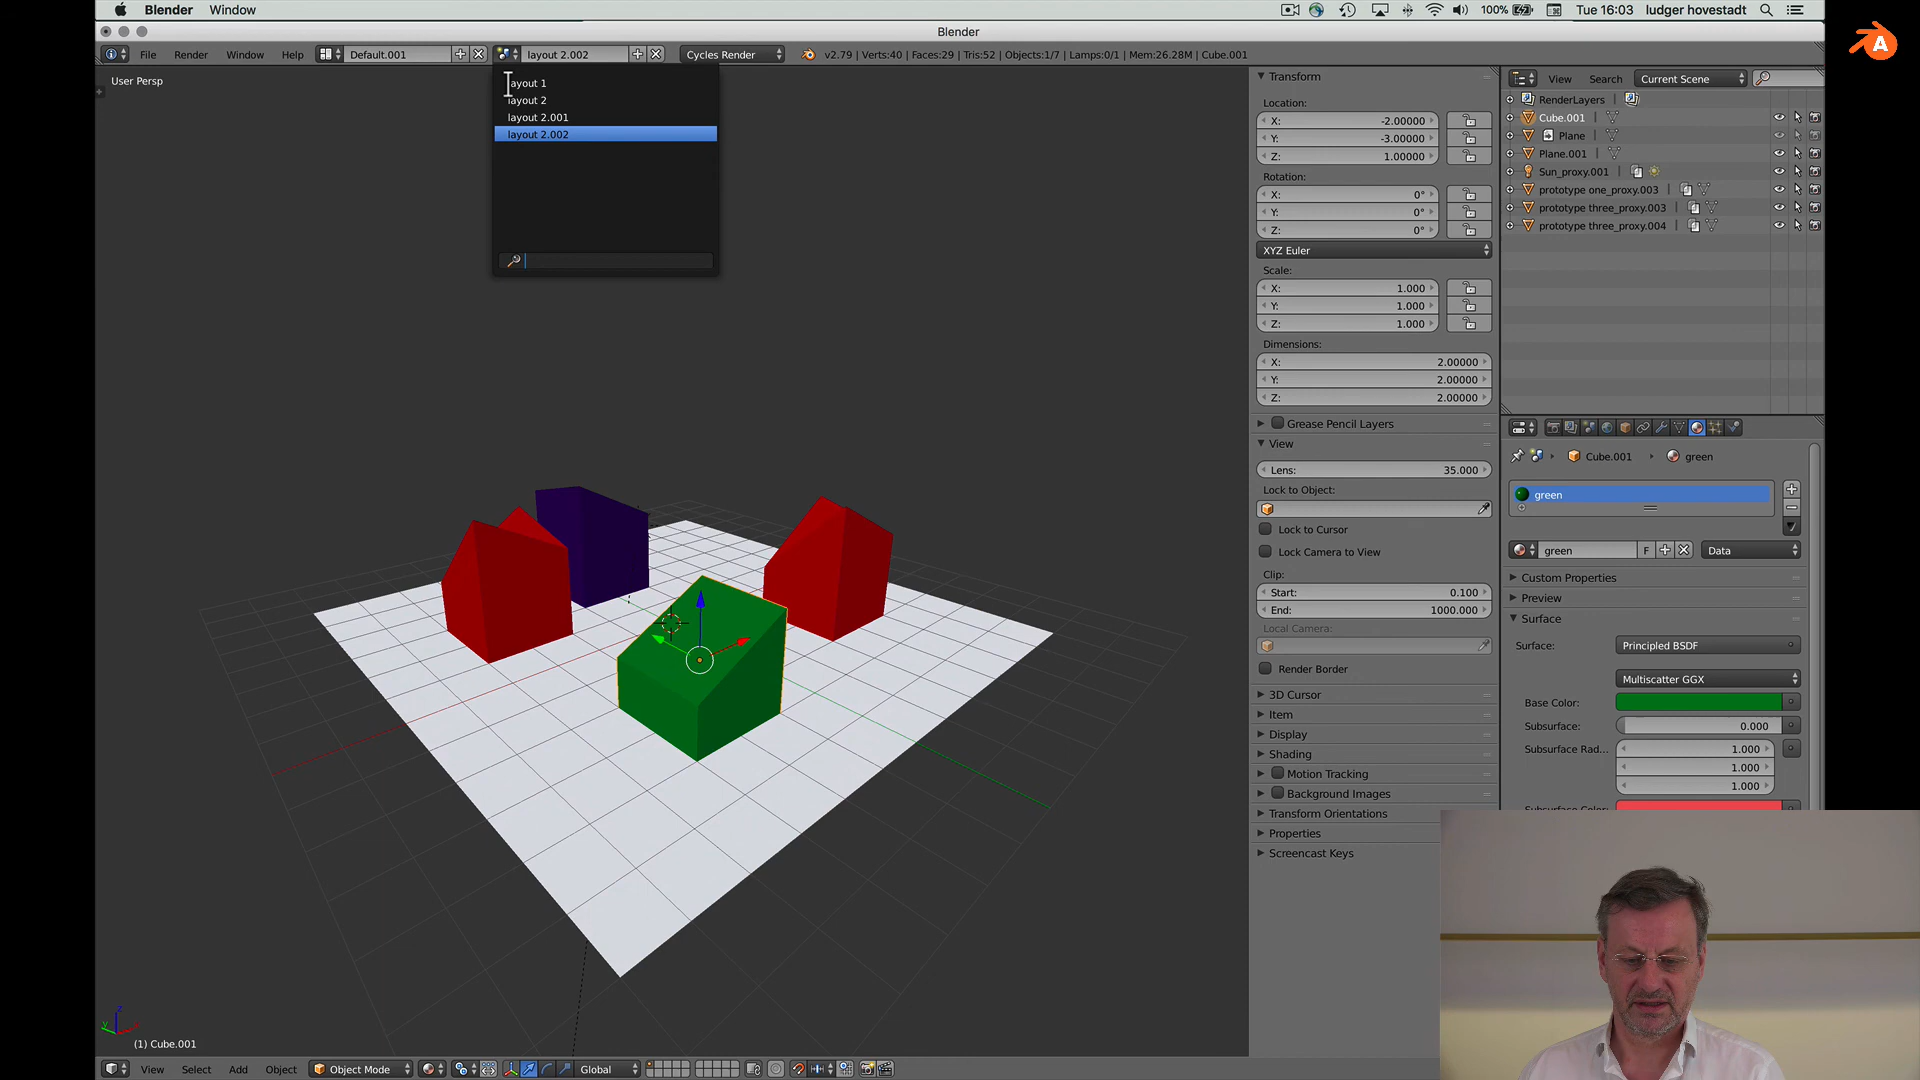 Blender Window 100% Tue 16:03 ludger hovestadt
Blender
File Render Window Help Default.001 layout 2.002 Cycles Render v2.79 | Verts:40 | Faces:29 | Tris:52 | Objects:1/7 | Lamps:0/1 | Mem:26.28M | Cube.001
User Persp
layout 1
layout 2
layout 2.001
layout 2.002
(1) Cube.001
View Select Add Object Object Mode Global
Transform
Location:
X: -2.00000
Y: -3.00000
Z: 1.00000
Rotation:
X: 0°
Y: 0°
Z: 0°
XYZ Euler
Scale:
X: 1.000
Y: 1.000
Z: 1.000
Dimensions:
X: 2.00000
Y: 2.00000
Z: 2.00000
Grease Pencil Layers
View
Lens: 35.000
Lock to Object:
Lock to Cursor
Lock Camera to View
Clip:
Start: 0.100
End: 1000.000
Local Camera:
Render Border
3D Cursor
Item
Display
Shading
Motion Tracking
Background Images
Transform Orientations
Properties
Screencast Keys
View Search Current Scene
RenderLayers
Cube.001
Plane
Plane.001
Sun_proxy.001
prototype one_proxy.003
prototype three_proxy.003
prototype three_proxy.004
Cube.001 green
green
green F Data
Custom Properties
Preview
Surface
Surface: Principled BSDF
Multiscatter GGX
Base Color:
Subsurface: 0.000
Subsurface Rad... 1.000
1.000
1.000
Subsurface Color:
A
z
y